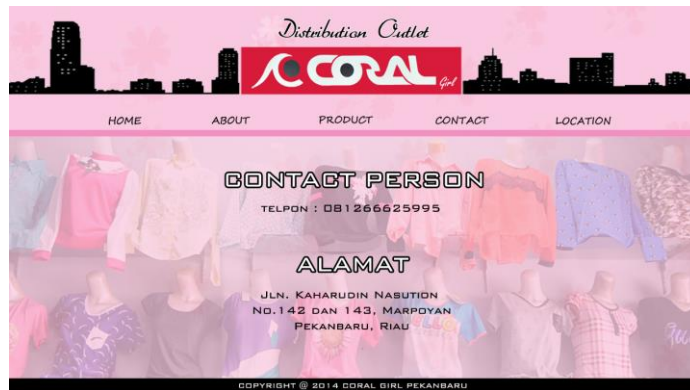 Distribution Outlet
CORAL Girl
HOME ABOUT PRODUCT CONTACT LOCATION
CONTACT PERSON
TELPON : 081266625995
ALAMAT
JLN. KAHARUDIN NASUTION
NO.142 DAN 143, MARPOYAN
PEKANBARU, RIAU
COPYRIGHT @ 2014 CORAL GIRL PEKANBARU